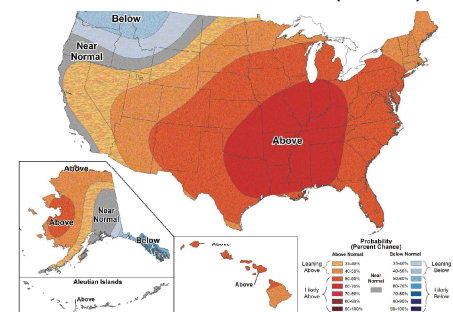 Below
Near
Normal
Above
Above
Above
Near
Normal
Below
Aleutian Islands
Above
Above
Probability
(Percent Chance)
Above Normal
Below Normal
Leaning
Above
Likely
Above
33-40%
40-50%
50-60%
60-70%
70-80%
80-90%
90-100%
Near
Normal
33-40%
40-50%
50-60%
60-70%
70-80%
80-90%
90-100%
Leaning
Below
Likely
Below